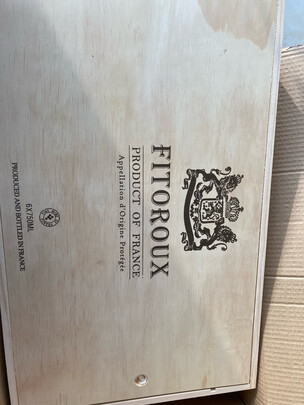 FITOROUX
PRODUCT OF FRANCE
Appellation d'Origine Protégée
6X750ML
PRODUCED AND BOTTLED IN FRANCE